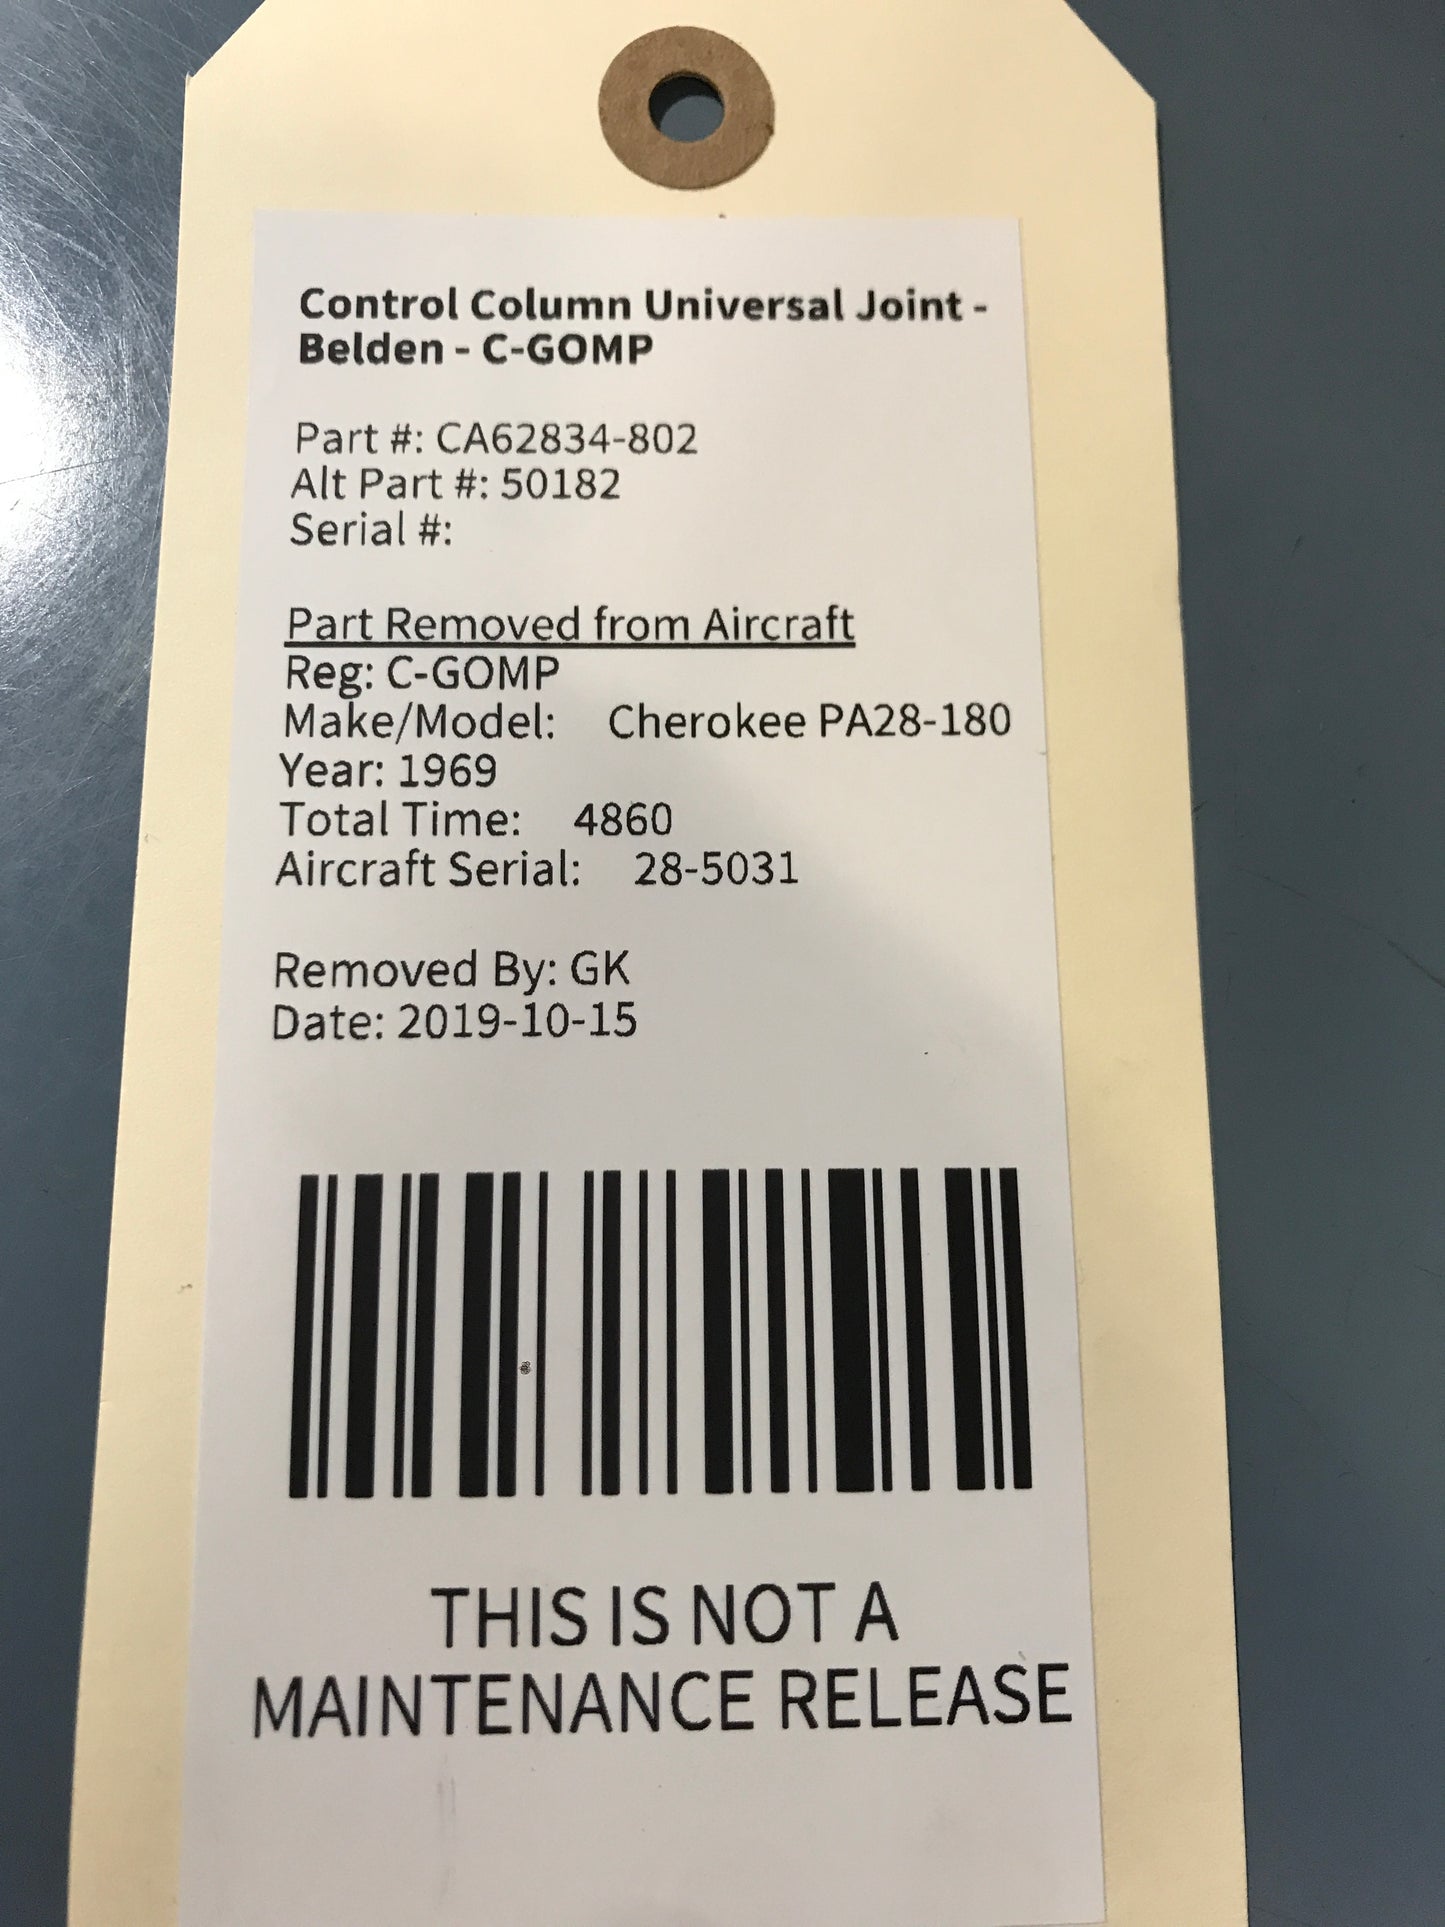 Control Column Universal Joint -
Belden - C-GOMP
Part #: CA62834-802
Alt Part #: 50182
Serial #:
Part Removed from Aircraft
Reg: C-GOMP
Make/Model: Cherokee PA28-180
Year: 1969
Total Time: 4860
Aircraft Serial: 28-5031
Removed By: GK
Date: 2019-10-15
THIS IS NOT A
MAINTENANCE RELEASE